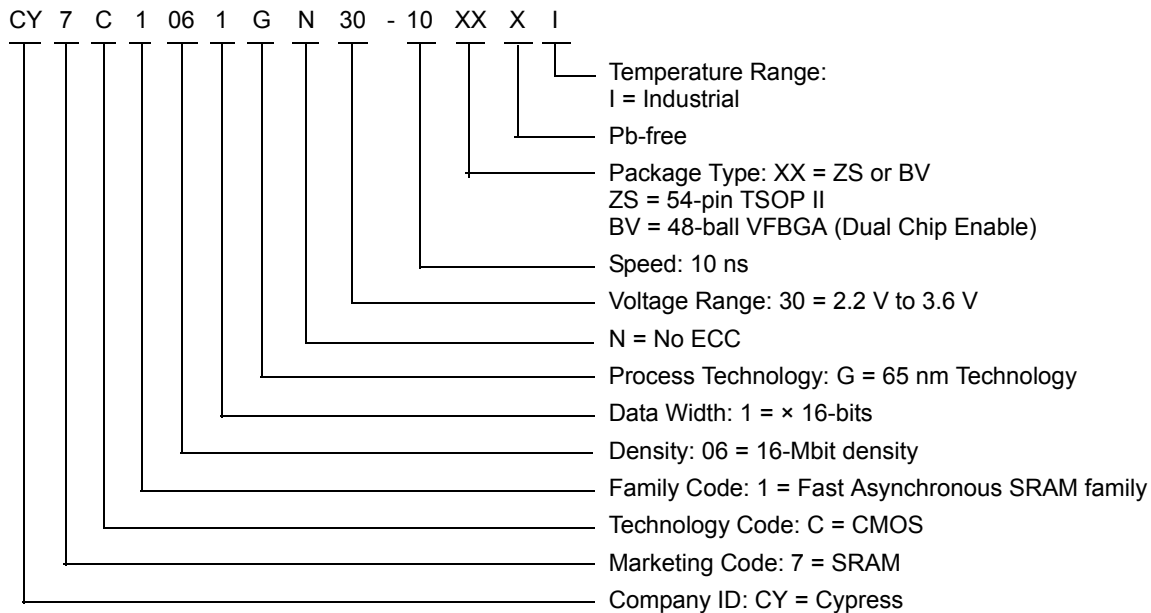 CY 7 C 1 06 1 G N 30 - 10 XX X I
Temperature Range:
I = Industrial
Pb-free
Package Type: XX = ZS or BV
ZS = 54-pin TSOP II
BV = 48-ball VFBGA (Dual Chip Enable)
Speed: 10 ns
Voltage Range: 30 = 2.2 V to 3.6 V
N = No ECC
Process Technology: G = 65 nm Technology
Data Width: 1 = × 16-bits
Density: 06 = 16-Mbit density
Family Code: 1 = Fast Asynchronous SRAM family
Technology Code: C = CMOS
Marketing Code: 7 = SRAM
Company ID: CY = Cypress